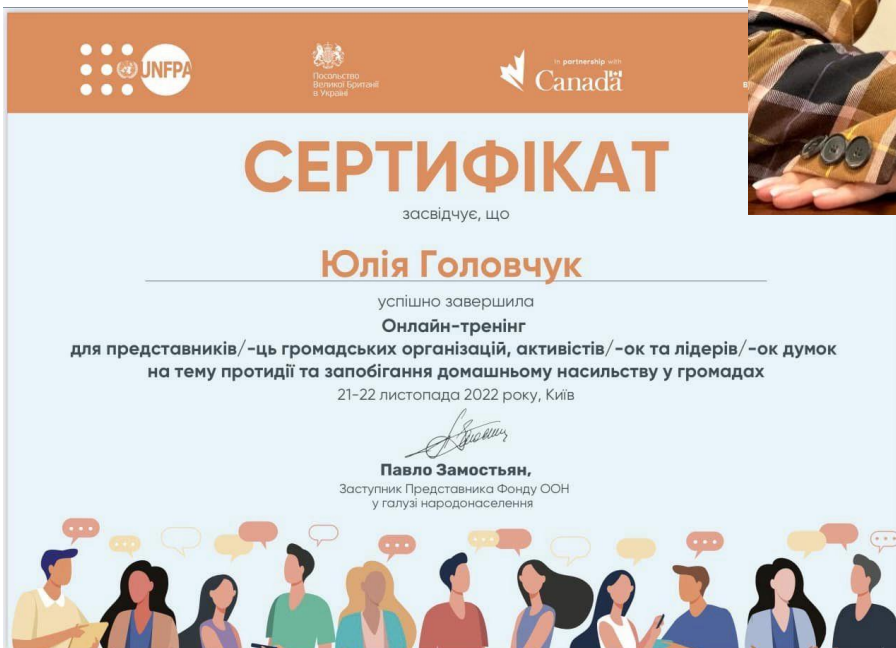 UNFPA
Посольство
Великої Британії
в Україні
in partnership with
Canada
СЕРТИФІКАТ
засвідчує, що
Юлія Головчук
успішно завершила
Онлайн-тренінг
для представників/-ць громадських організацій, активістів/-ок та лідерів/-ок думок
на тему протидії та запобігання домашньому насильству у громадах
21-22 листопада 2022 року, Київ
Павло Замостьян,
Заступник Представника Фонду ООН
у галузі народонаселення